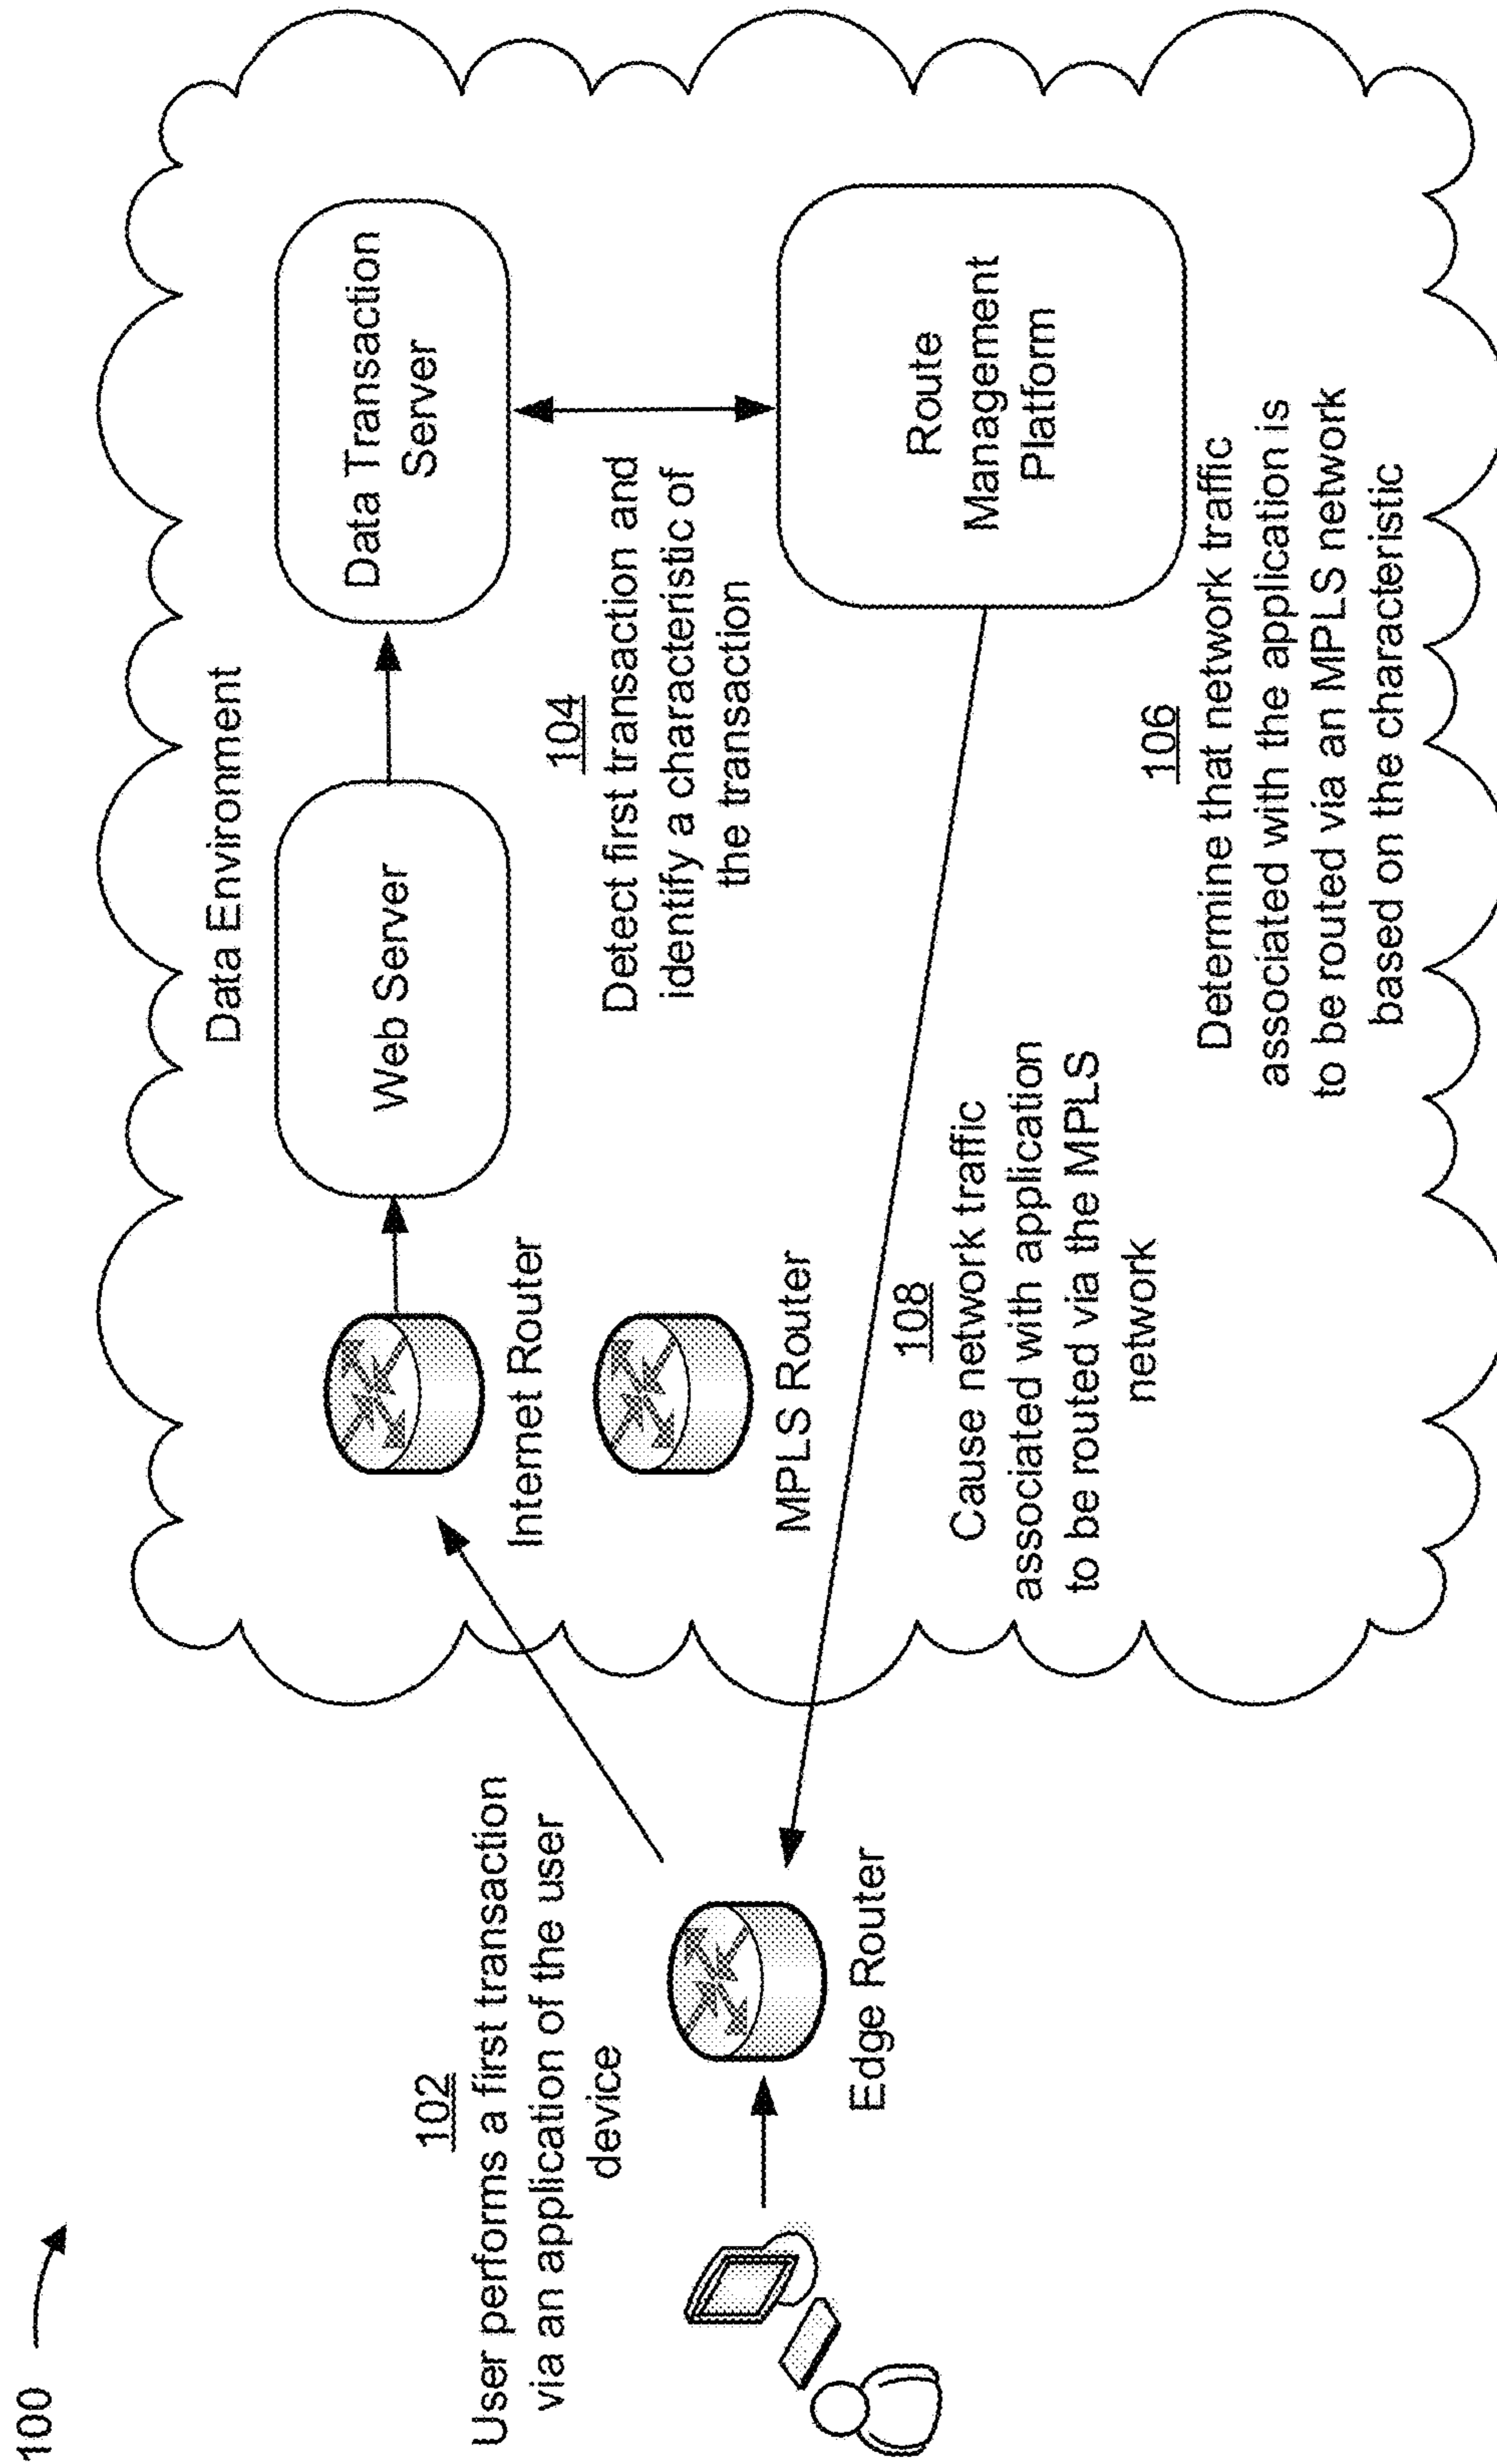 100
102
User performs a first transaction
via an application of the user
device
Edge Router
Data Environment
Internet Router
Web Server
Data Transaction
Server
MPLS Router
104
Detect first transaction and
identify a characteristic of
the transaction
Route
Management
Platform
108
Cause network traffic
associated with application
to be routed via the MPLS
network
106
Determine that network traffic
associated with the application is
to be routed via an MPLS network
based on the characteristic